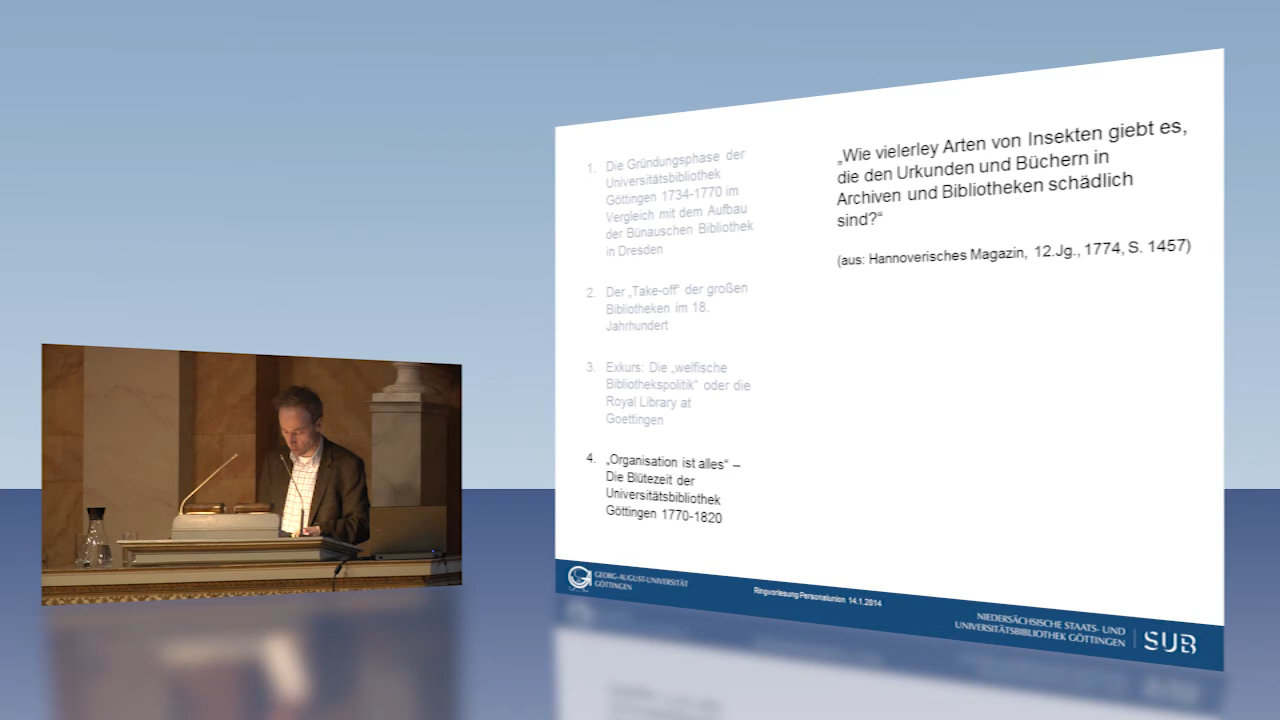 1. Die Gründungsphase der
Universitätsbibliothek
Göttingen 1734-1770 im
Vergleich mit dem Aufbau
der Bünauschen Bibliothek
in Dresden
2. Der „Take-off“ der großen
Bibliotheken im 18.
Jahrhundert
3. Exkurs: Die „welfische
Bibliothekspolitik“ oder die
Royal Library at
Goettingen
4. „Organisation ist alles“ –
Die Blütezeit der
Universitätsbibliothek
Göttingen 1770-1820
„Wie vielerley Arten von Insekten giebt es,
die den Urkunden und Büchern in
Archiven und Bibliotheken schädlich
sind?“
(aus: Hannoverisches Magazin, 12.Jg., 1774, S. 1457)
GEORG-AUGUST-UNIVERSITÄT
GÖTTINGEN
Ringvorlesung Personalunion 14.1.2014
NIEDERSÄCHSISCHE STAATS- UND
UNIVERSITÄTSBIBLIOTHEK GÖTTINGEN
SUB